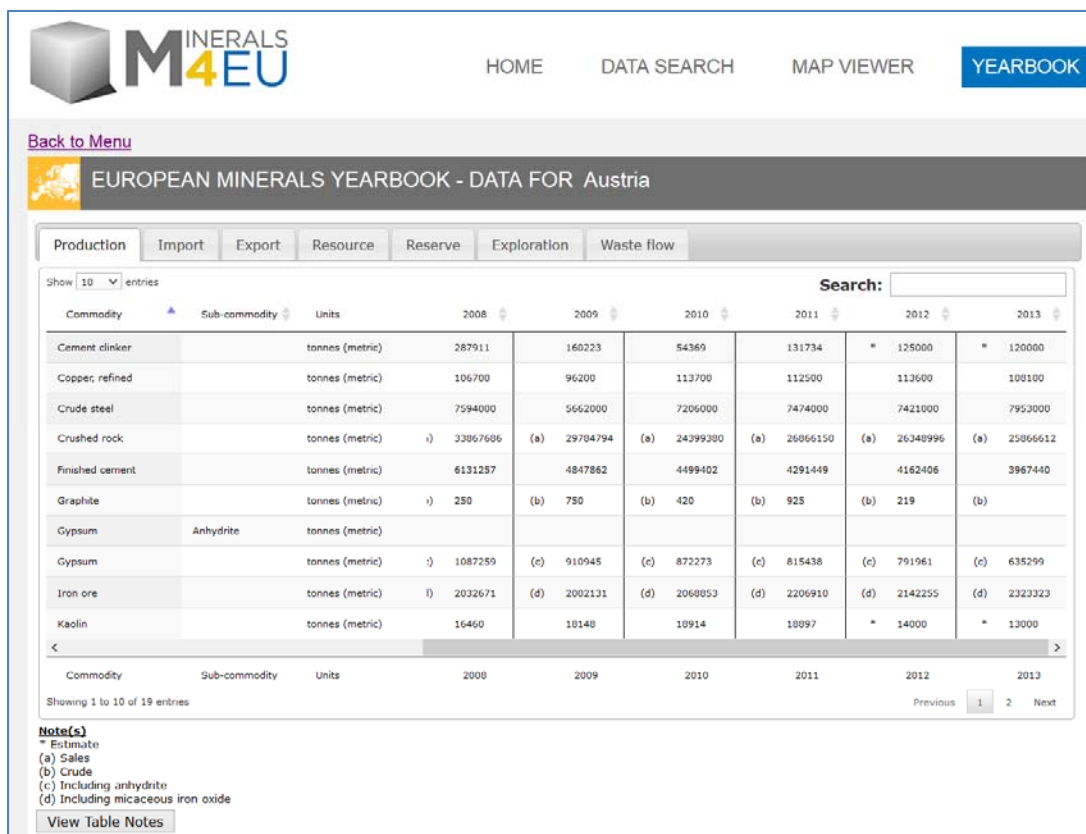 MINERALS
4EU
HOME DATA SEARCH MAP VIEWER YEARBOOK
Back to Menu
EUROPEAN MINERALS YEARBOOK - DATA FOR Austria
Production Import Export Resource Reserve Exploration Waste flow
Show 10 entries Search:
Commodity Sub-commodity Units 2008 2009 2010 2011 2012 2013
Cement clinker tonnes (metric) 287911 160223 54369 131734 * 125000 * 120000
Copper, refined tonnes (metric) 106700 96200 113700 112500 113600 108100
Crude steel tonnes (metric) 7594000 5662000 7206000 7474000 7421000 7953000
Crushed rock tonnes (metric) ) 33867686 (a) 29784794 (a) 24399380 (a) 26866150 (a) 26348996 (a) 25866612
Finished cement tonnes (metric) 6131257 4847862 4499402 4291449 4162406 3967440
Graphite tonnes (metric) ) 250 (b) 750 (b) 420 (b) 925 (b) 219 (b)
Gypsum Anhydrite tonnes (metric)
Gypsum tonnes (metric) ) 1087259 (c) 910945 (c) 872273 (c) 815438 (c) 791961 (c) 635299
Iron ore tonnes (metric) ) 2032671 (d) 2002131 (d) 2068853 (d) 2206910 (d) 2142255 (d) 2323323
Kaolin tonnes (metric) 16460 18148 18914 18897 * 14000 * 13000
Commodity Sub-commodity Units 2008 2009 2010 2011 2012 2013
Showing 1 to 10 of 19 entries Previous 1 2 Next
Note(s)
* Estimate
(a) Sales
(b) Crude
(c) Including anhydrite
(d) Including micaceous iron oxide
View Table Notes